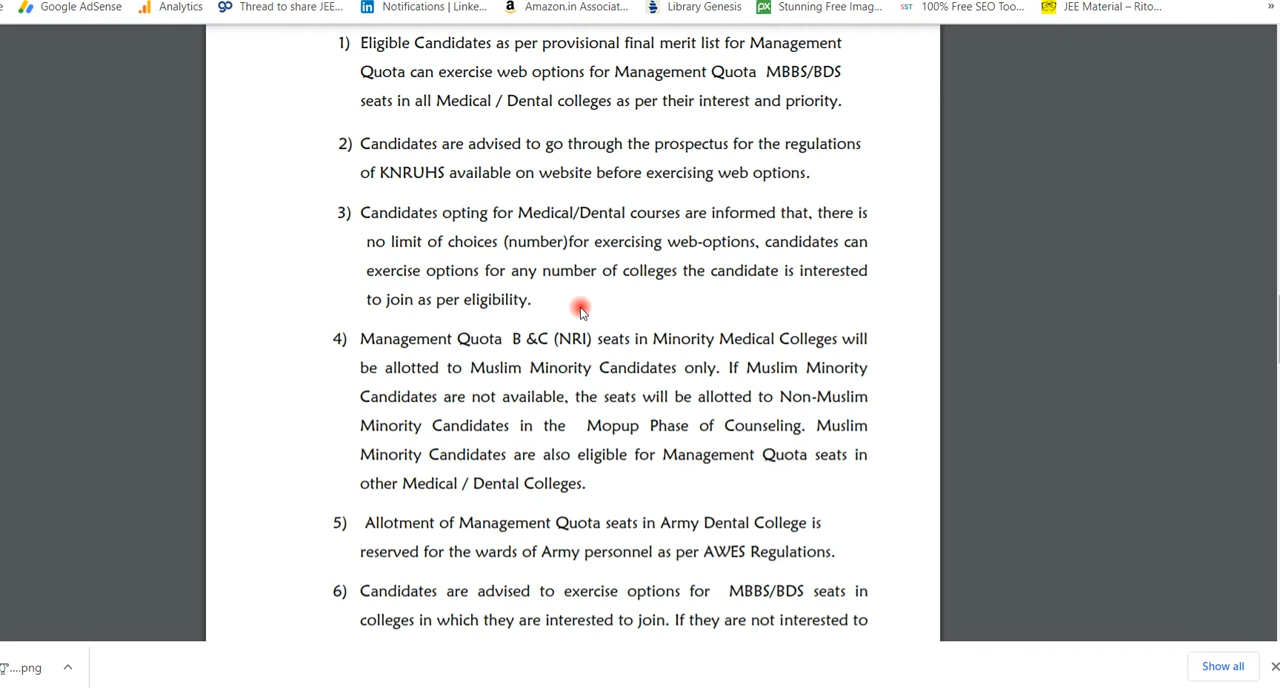 Google AdSense Analytics Thread to share JEE... Notifications | Linke... Amazon.in Associat... Library Genesis Stunning Free Imag... 100% Free SEO Too... JEE Material – Rito... »
1) Eligible Candidates as per provisional final merit list for Management
Quota can exercise web options for Management Quota MBBS/BDS
seats in all Medical / Dental colleges as per their interest and priority.
2) Candidates are advised to go through the prospectus for the regulations
of KNRUHS available on website before exercising web options.
3) Candidates opting for Medical/Dental courses are informed that, there is
no limit of choices (number)for exercising web-options, candidates can
exercise options for any number of colleges the candidate is interested
to join as per eligibility.
4) Management Quota B &C (NRI) seats in Minority Medical Colleges will
be allotted to Muslim Minority Candidates only. If Muslim Minority
Candidates are not available, the seats will be allotted to Non-Muslim
Minority Candidates in the Mopup Phase of Counseling. Muslim
Minority Candidates are also eligible for Management Quota seats in
other Medical / Dental Colleges.
5) Allotment of Management Quota seats in Army Dental College is
reserved for the wards of Army personnel as per AWES Regulations.
6) Candidates are advised to exercise options for MBBS/BDS seats in
colleges in which they are interested to join. If they are not interested to
....png Show all